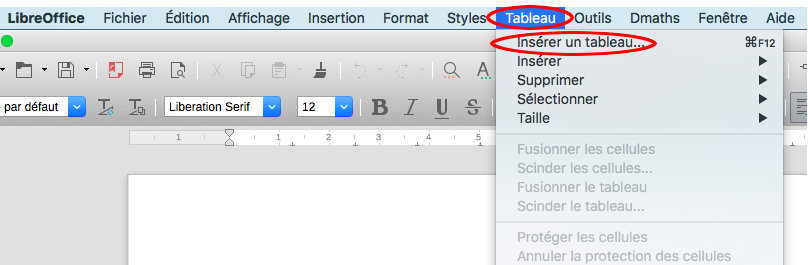 LibreOffice Fichier Édition Affichage Insertion Format Styles Tableau Outils Dmaths Fenêtre Aide
Insérer un tableau... ⌘F12
Insérer
Supprimer
Sélectionner
Taille
par défaut Liberation Serif 12 B I U S
1 1 2 3 4 5
Fusionner les cellules
Scinder les cellules...
Fusionner le tableau
Scinder le tableau...
Protéger les cellules
Annuler la protection des cellules